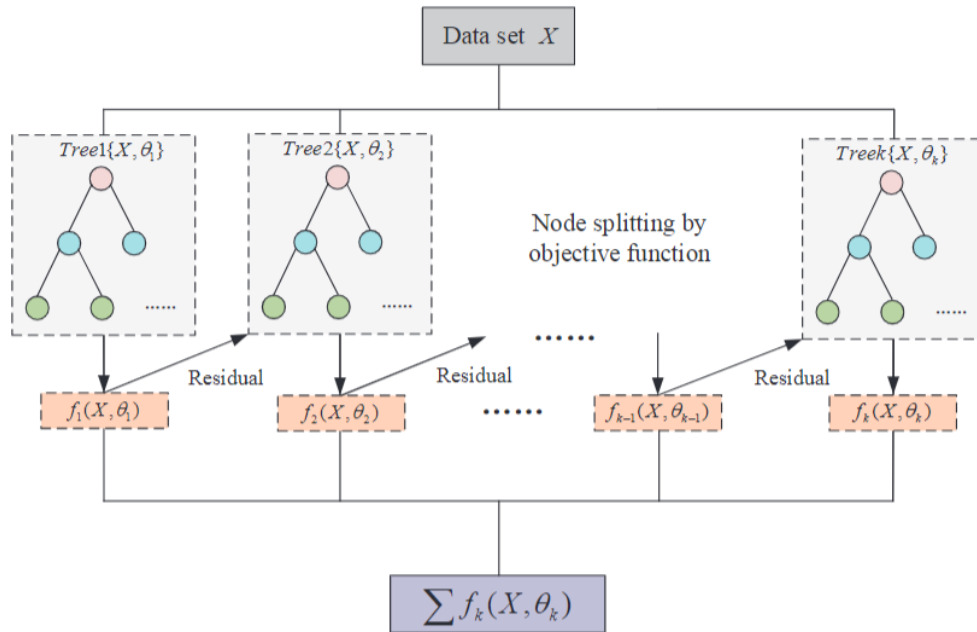 Data set X
Tree1{X,θ₁}
Tree2{X,θ₂}
Treek{X,θₖ}
Node splitting by
objective function
......
......
......
......
Residual
Residual
Residual
f₁(X,θ₁)
f₂(X,θ₂)
......
fₖ₋₁(X,θₖ₋₁)
fₖ(X,θₖ)
∑fₖ(X,θₖ)